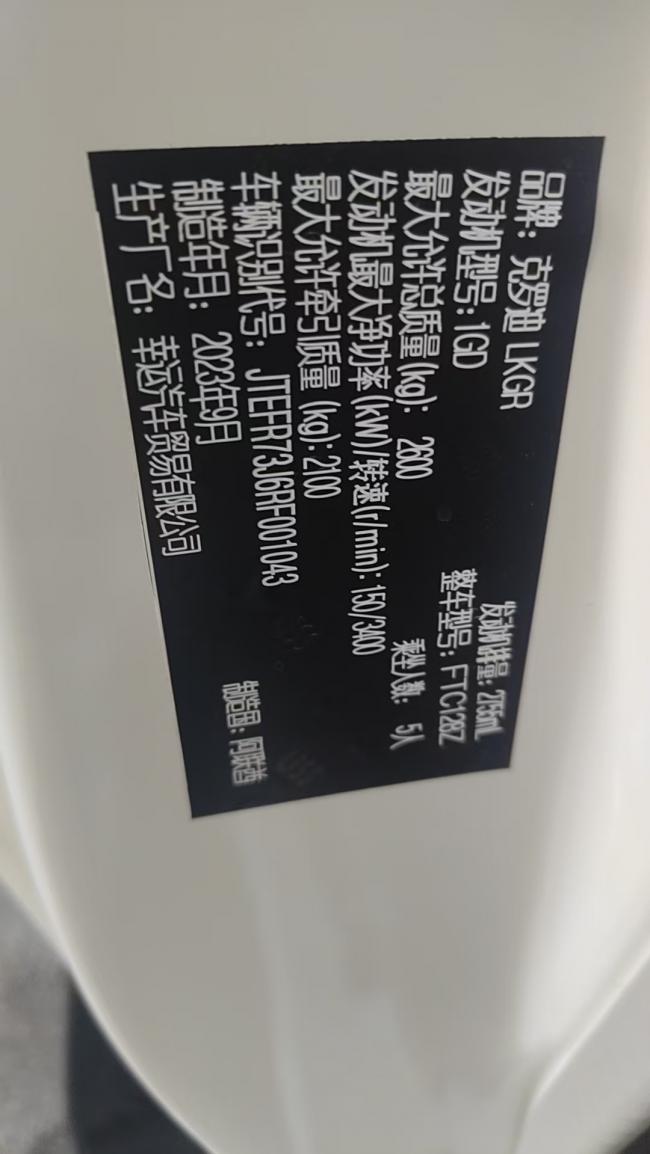 品牌: 克罗迪 LKGR
发动机型号: 1GD 发动机排量: 2755mL
最大允许总质量 (kg): 2600 整车型号: FTC128Z
发动机最大净功率 (kW)/转速(r/min): 150/3400 乘坐人数: 5人
最大允许牵引质量 (kg): 2100
车辆识别代号: JTEFR73J6RF001043
制造年月: 2023年9月 制造国: 阿联酋
生产厂名: 幸运汽车贸易有限公司